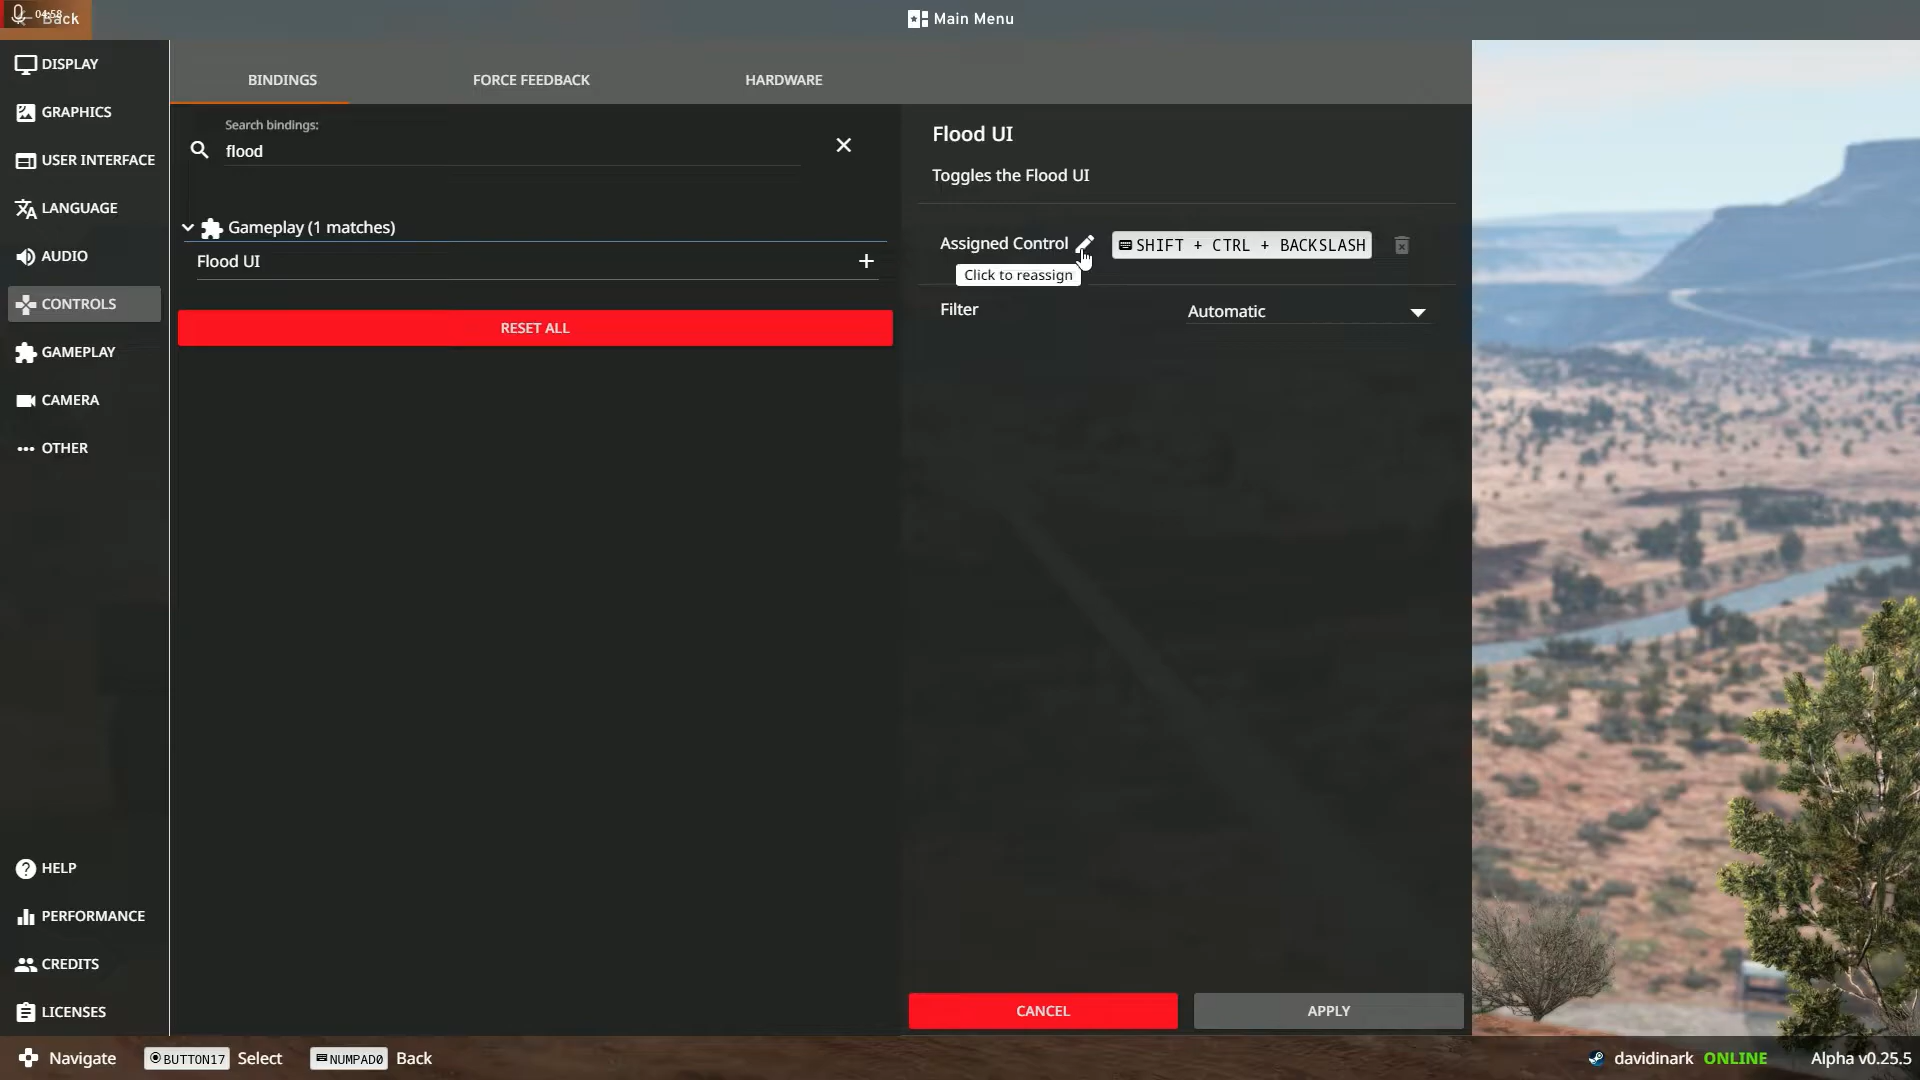 04:58
Back
Main Menu
DISPLAY
GRAPHICS
USER INTERFACE
LANGUAGE
AUDIO
CONTROLS
GAMEPLAY
CAMERA
OTHER
HELP
PERFORMANCE
CREDITS
LICENSES
BINDINGS FORCE FEEDBACK HARDWARE
Search bindings:
flood
Gameplay (1 matches)
Flood UI
RESET ALL
Flood UI
Toggles the Flood UI
Assigned Control SHIFT + CTRL + BACKSLASH
Click to reassign
Filter Automatic
CANCEL APPLY
Navigate BUTTON17 Select NUMPAD0 Back
davidinark ONLINE Alpha v0.25.5